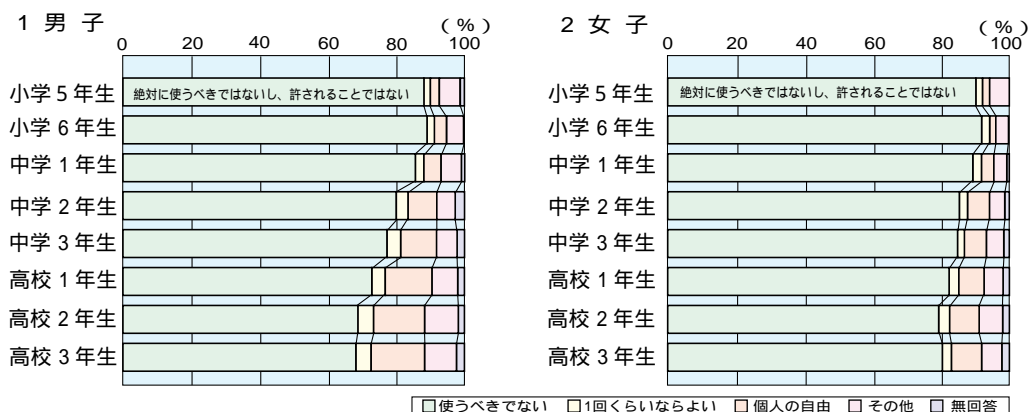 1 男 子
(%)
0 20 40 60 80 100
小学5年生 絶対に使うべきではないし、許されることではない
小学6年生
中学1年生
中学2年生
中学3年生
高校1年生
高校2年生
高校3年生
2 女 子
(%)
0 20 40 60 80 100
小学5年生 絶対に使うべきではないし、許されることではない
小学6年生
中学1年生
中学2年生
中学3年生
高校1年生
高校2年生
高校3年生
使うべきでない 1回くらいならよい 個人の自由 その他 無回答